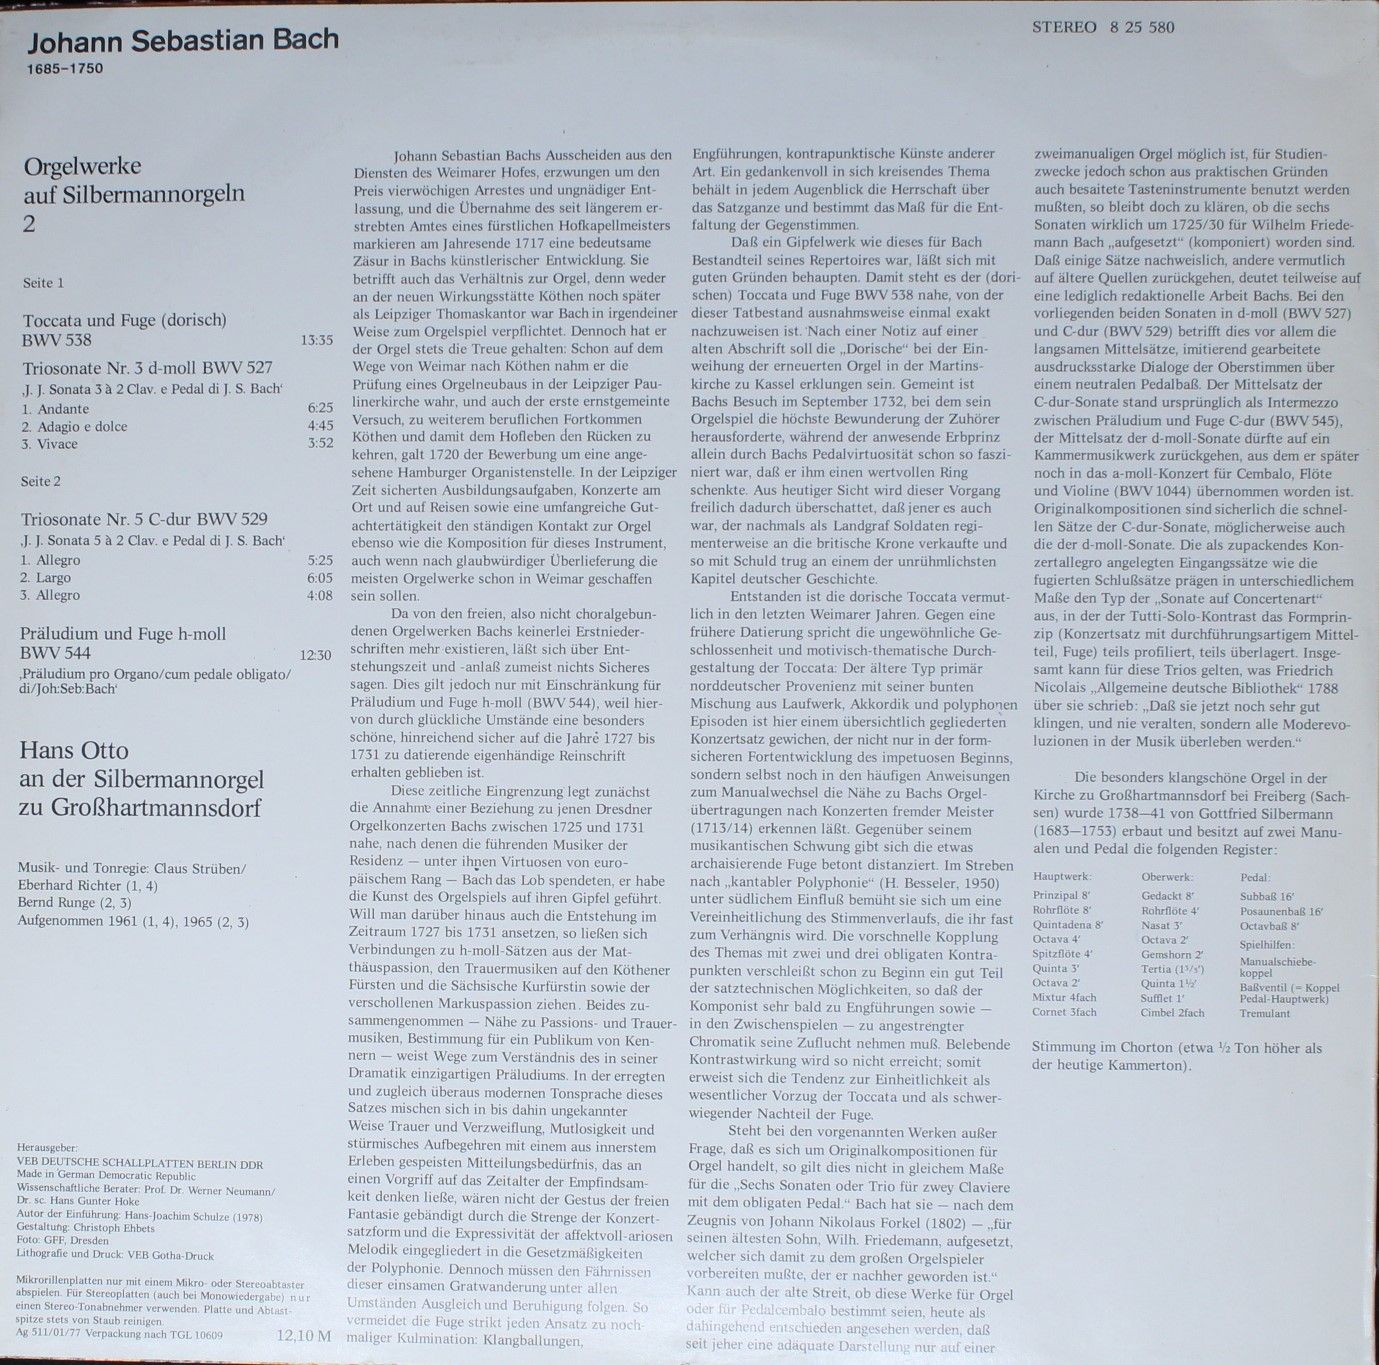 Johann Sebastian Bach
1685–1750
STEREO 8 25 580
Orgelwerke
auf Silbermannorgeln
2
Seite 1
Toccata und Fuge (dorisch)
BWV 538 13:35
Triosonate Nr. 3 d-moll BWV 527
‚J. J. Sonata 3 à 2 Clav. e Pedal di J. S. Bach‘
1. Andante 6:25
2. Adagio e dolce 4:45
3. Vivace 3:52
Seite 2
Triosonate Nr. 5 C-dur BWV 529
‚J. J. Sonata 5 à 2 Clav. e Pedal di J. S. Bach‘
1. Allegro 5:25
2. Largo 6:05
3. Allegro 4:08
Präludium und Fuge h-moll
BWV 544 12:30
‚Präludium pro Organo/cum pedale obligato/
di/Joh:Seb:Bach‘
Hans Otto
an der Silbermannorgel
zu Großhartmannsdorf
Musik- und Tonregie: Claus Strüben/
Eberhard Richter (1, 4)
Bernd Runge (2, 3)
Aufgenommen 1961 (1, 4), 1965 (2, 3)
Herausgeber:
VEB DEUTSCHE SCHALLPLATTEN BERLIN DDR
Made in German Democratic Republic
Wissenschaftliche Berater: Prof. Dr. Werner Neumann/
Dr. sc. Hans Gunter Hoke
Autor der Einführung: Hans-Joachim Schulze (1978)
Gestaltung: Christoph Ehbets
Foto: GFF, Dresden
Lithografie und Druck: VEB Gotha-Druck
Mikrorillenplatten nur mit einem Mikro- oder Stereoabtaster
abspielen. Für Stereoplatten (auch bei Monowiedergabe) nur
einen Stereo-Tonabnehmer verwenden. Platte und Abtast-
spitze stets von Staub reinigen.
Ag 511/01/77 Verpackung nach TGL 10609 12,10 M
Johann Sebastian Bachs Ausscheiden aus den
Diensten des Weimarer Hofes, erzwungen um den
Preis vierwöchigen Arrestes und ungnädiger Ent-
lassung, und die Übernahme des seit längerem er-
strebten Amtes eines fürstlichen Hofkapellmeisters
markieren am Jahresende 1717 eine bedeutsame
Zäsur in Bachs künstlerischer Entwicklung. Sie
betrifft auch das Verhältnis zur Orgel, denn weder
an der neuen Wirkungsstätte Köthen noch später
als Leipziger Thomaskantor war Bach in irgendeiner
Weise zum Orgelspiel verpflichtet. Dennoch hat er
der Orgel stets die Treue gehalten: Schon auf dem
Wege von Weimar nach Köthen nahm er die
Prüfung eines Orgelneubaus in der Leipziger Pau-
linerkirche wahr, und auch der erste ernstgemeinte
Versuch, zu weiterem beruflichen Fortkommen
Köthen und damit dem Hofleben den Rücken zu
kehren, galt 1720 der Bewerbung um eine ange-
sehene Hamburger Organistenstelle. In der Leipziger
Zeit sicherten Ausbildungsaufgaben, Konzerte am
Ort und auf Reisen sowie eine umfangreiche Gut-
achtertätigkeit den ständigen Kontakt zur Orgel
ebenso wie die Komposition für dieses Instrument,
auch wenn nach glaubwürdiger Überlieferung die
meisten Orgelwerke schon in Weimar geschaffen
sein sollen.
Da von den freien, also nicht choralgebun-
denen Orgelwerken Bachs keinerlei Erstnieder-
schriften mehr existieren, läßt sich über Ent-
stehungszeit und -anlaß zumeist nichts Sicheres
sagen. Dies gilt jedoch nur mit Einschränkung für
Präludium und Fuge h-moll (BWV 544), weil hier-
von durch glückliche Umstände eine besonders
schöne, hinreichend sicher auf die Jahre 1727 bis
1731 zu datierende eigenhändige Reinschrift
erhalten geblieben ist.
Diese zeitliche Eingrenzung legt zunächst
die Annahme einer Beziehung zu jenen Dresdner
Orgelkonzerten Bachs zwischen 1725 und 1731
nahe, nach denen die führenden Musiker der
Residenz — unter ihnen Virtuosen von euro-
päischem Rang — Bach das Lob spendeten, er habe
die Kunst des Orgelspiels auf ihren Gipfel geführt.
Will man darüber hinaus auch die Entstehung im
Zeitraum 1727 bis 1731 ansetzen, so ließen sich
Verbindungen zu h-moll-Sätzen aus der Mat-
thäuspassion, den Trauermusiken auf den Köthener
Fürsten und die Sächsische Kurfürstin sowie der
verschollenen Markuspassion ziehen. Beides zu-
sammengenommen — Nähe zu Passions- und Trauer-
musiken, Bestimmung für ein Publikum von Ken-
nern — weist Wege zum Verständnis des in seiner
Dramatik einzigartigen Präludiums. In der erregten
und zugleich überaus modernen Tonsprache dieses
Satzes mischen sich in bis dahin ungekannter
Weise Trauer und Verzweiflung, Mutlosigkeit und
stürmisches Aufbegehren mit einem aus innerstem
Erleben gespeisten Mitteilungsbedürfnis, das an
einen Vorgriff auf das Zeitalter der Empfindsam-
keit denken ließe, wären nicht der Gestus der freien
Fantasie gebändigt durch die Strenge der Konzert-
satzform und die Expressivität der affektvoll-ariosen
Melodik eingegliedert in die Gesetzmäßigkeiten
der Polyphonie. Dennoch müssen den Fährnissen
dieser einsamen Gratwanderung unter allen
Umständen Ausgleich und Beruhigung folgen. So
vermeidet die Fuge strikt jeden Ansatz zu noch-
maliger Kulmination: Klangballungen,
Engführungen, kontrapunktische Künste anderer
Art. Ein gedankenvoll in sich kreisendes Thema
behält in jedem Augenblick die Herrschaft über
das Satzganze und bestimmt das Maß für die Ent-
faltung der Gegenstimmen.
Daß ein Gipfelwerk wie dieses für Bach
Bestandteil seines Repertoires war, läßt sich mit
guten Gründen behaupten. Damit steht es der (dori-
schen) Toccata und Fuge BWV 538 nahe, von der
dieser Tatbestand ausnahmsweise einmal exakt
nachzuweisen ist. Nach einer Notiz auf einer
alten Abschrift soll die „Dorische“ bei der Ein-
weihung der erneuerten Orgel in der Martins-
kirche zu Kassel erklungen sein. Gemeint ist
Bachs Besuch im September 1732, bei dem sein
Orgelspiel die höchste Bewunderung der Zuhörer
herausforderte, während der anwesende Erbprinz
allein durch Bachs Pedalvirtuosität schon so faszi-
niert war, daß er ihm einen wertvollen Ring
schenkte. Aus heutiger Sicht wird dieser Vorgang
freilich dadurch überschattet, daß jener es auch
war, der nachmals als Landgraf Soldaten regi-
menterweise an die britische Krone verkaufte und
so mit Schuld trug an einem der unrühmlichsten
Kapitel deutscher Geschichte.
Entstanden ist die dorische Toccata vermut-
lich in den letzten Weimarer Jahren. Gegen eine
frühere Datierung spricht die ungewöhnliche Ge-
schlossenheit und motivisch-thematische Durch-
gestaltung der Toccata: Der ältere Typ primär
norddeutscher Provenienz mit seiner bunten
Mischung aus Laufwerk, Akkordik und polyphonen
Episoden ist hier einem übersichtlich gegliederten
Konzertsatz gewichen, der nicht nur in der form-
sicheren Fortentwicklung des impetuosen Beginns,
sondern selbst noch in den häufigen Anweisungen
zum Manualwechsel die Nähe zu Bachs Orgel-
übertragungen nach Konzerten fremder Meister
(1713/14) erkennen läßt. Gegenüber seinem
musikantischen Schwung gibt sich die etwas
archaisierende Fuge betont distanziert. Im Streben
nach „kantabler Polyphonie“ (H. Besseler, 1950)
unter südlichem Einfluß bemüht sie sich um eine
Vereinheitlichung des Stimmenverlaufs, die ihr fast
zum Verhängnis wird. Die vorschnelle Kopplung
des Themas mit zwei und drei obligaten Kontra-
punkten verschleißt schon zu Beginn ein gut Teil
der satztechnischen Möglichkeiten, so daß der
Komponist sehr bald zu Engführungen sowie —
in den Zwischenspielen — zu angestrengter
Chromatik seine Zuflucht nehmen muß. Belebende
Kontrastwirkung wird so nicht erreicht; somit
erweist sich die Tendenz zur Einheitlichkeit als
wesentlicher Vorzug der Toccata und als schwer-
wiegender Nachteil der Fuge.
Steht bei den vorgenannten Werken außer
Frage, daß es sich um Originalkompositionen für
Orgel handelt, so gilt dies nicht in gleichem Maße
für die „Sechs Sonaten oder Trio für zwey Claviere
mit dem obligaten Pedal.“ Bach hat sie — nach dem
Zeugnis von Johann Nikolaus Forkel (1802) — „für
seinen ältesten Sohn, Wilh. Friedemann, aufgesetzt,
welcher sich damit zu dem großen Orgelspieler
vorbereiten mußte, der er nachher geworden ist.“
Kann auch der alte Streit, ob diese Werke für Orgel
oder für Pedalcembalo bestimmt seien, heute als
dahingehend entschieden angesehen werden, daß
seit jeher eine adäquate Darstellung nur auf einer
zweimanualigen Orgel möglich ist, für Studien-
zwecke jedoch schon aus praktischen Gründen
auch besaitete Tasteninstrumente benutzt werden
mußten, so bleibt doch zu klären, ob die sechs
Sonaten wirklich um 1725/30 für Wilhelm Friede-
mann Bach „aufgesetzt“ (komponiert) worden sind.
Daß einige Sätze nachweislich, andere vermutlich
auf ältere Quellen zurückgehen, deutet teilweise auf
eine lediglich redaktionelle Arbeit Bachs. Bei den
vorliegenden beiden Sonaten in d-moll (BWV 527)
und C-dur (BWV 529) betrifft dies vor allem die
langsamen Mittelsätze, imitierend gearbeitete
ausdrucksstarke Dialoge der Oberstimmen über
einem neutralen Pedalbaß. Der Mittelsatz der
C-dur-Sonate stand ursprünglich als Intermezzo
zwischen Präludium und Fuge C-dur (BWV 545),
der Mittelsatz der d-moll-Sonate dürfte auf ein
Kammermusikwerk zurückgehen, aus dem er später
noch in das a-moll-Konzert für Cembalo, Flöte
und Violine (BWV 1044) übernommen worden ist.
Originalkompositionen sind sicherlich die schnel-
len Sätze der C-dur-Sonate, möglicherweise auch
die der d-moll-Sonate. Die als zupackendes Kon-
zertallegro angelegten Eingangssätze wie die
fugierten Schlußsätze prägen in unterschiedlichem
Maße den Typ der „Sonate auf Concertenart“
aus, in der der Tutti-Solo-Kontrast das Formprin-
zip (Konzertsatz mit durchführungsartigem Mittel-
teil, Fuge) teils profiliert, teils überlagert. Insge-
samt kann für diese Trios gelten, was Friedrich
Nicolais „Allgemeine deutsche Bibliothek“ 1788
über sie schrieb: „Daß sie jetzt noch sehr gut
klingen, und nie veralten, sondern alle Moderevo-
luzionen in der Musik überleben werden.“
Die besonders klangschöne Orgel in der
Kirche zu Großhartmannsdorf bei Freiberg (Sach-
sen) wurde 1738—41 von Gottfried Silbermann
(1683—1753) erbaut und besitzt auf zwei Manu-
alen und Pedal die folgenden Register:
Hauptwerk:
Prinzipal 8′
Rohrflöte 8′
Quintadena 8′
Octava 4′
Spitzflöte 4′
Quinta 3′
Octava 2′
Mixtur 4fach
Cornet 3fach
Oberwerk:
Gedackt 8′
Rohrflöte 4′
Nasat 3′
Octava 2′
Gemshorn 2′
Tertia (1³/₅′)
Quinta 1½′
Sufflet 1′
Cimbel 2fach
Pedal:
Subbaß 16′
Posaunenbaß 16′
Octavbaß 8′
Spielhilfen:
Manualschiebe-
koppel
Baßventil (= Koppel
Pedal-Hauptwerk)
Tremulant
Stimmung im Chorton (etwa ½ Ton höher als
der heutige Kammerton).